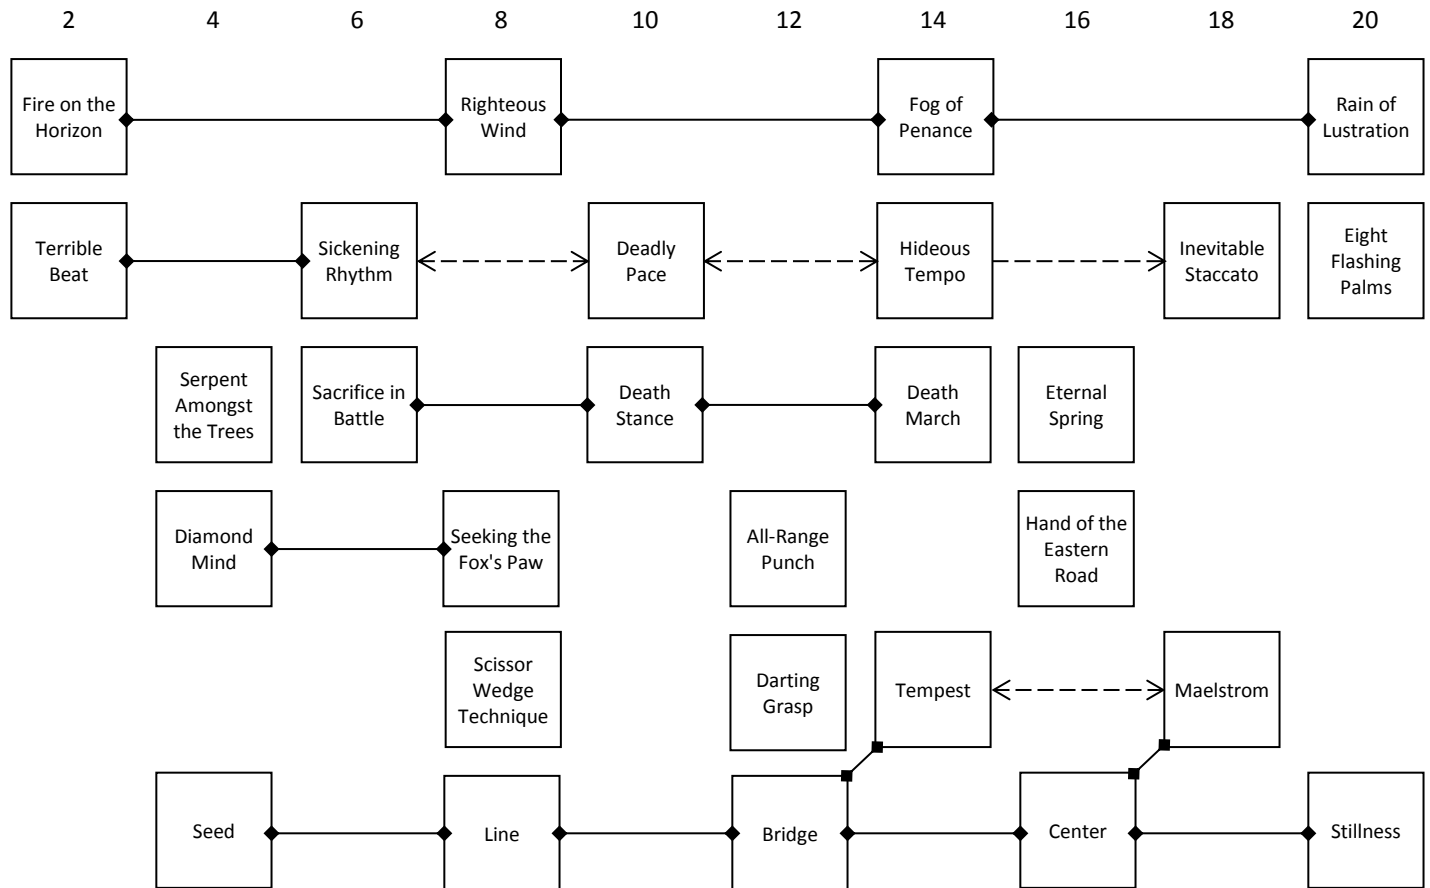 2 4 6 8 10 12 14 16 18 20
Fire on the
Horizon
Righteous
Wind
Fog of
Penance
Rain of
Lustration
Terrible
Beat
Sickening
Rhythm
Deadly
Pace
Hideous
Tempo
Inevitable
Staccato
Eight
Flashing
Palms
Serpent
Amongst
the Trees
Sacrifice in
Battle
Death
Stance
Death
March
Eternal
Spring
Diamond
Mind
Seeking the
Fox's Paw
All-Range
Punch
Hand of the
Eastern
Road
Scissor
Wedge
Technique
Darting
Grasp
Tempest
Maelstrom
Seed
Line
Bridge
Center
Stillness